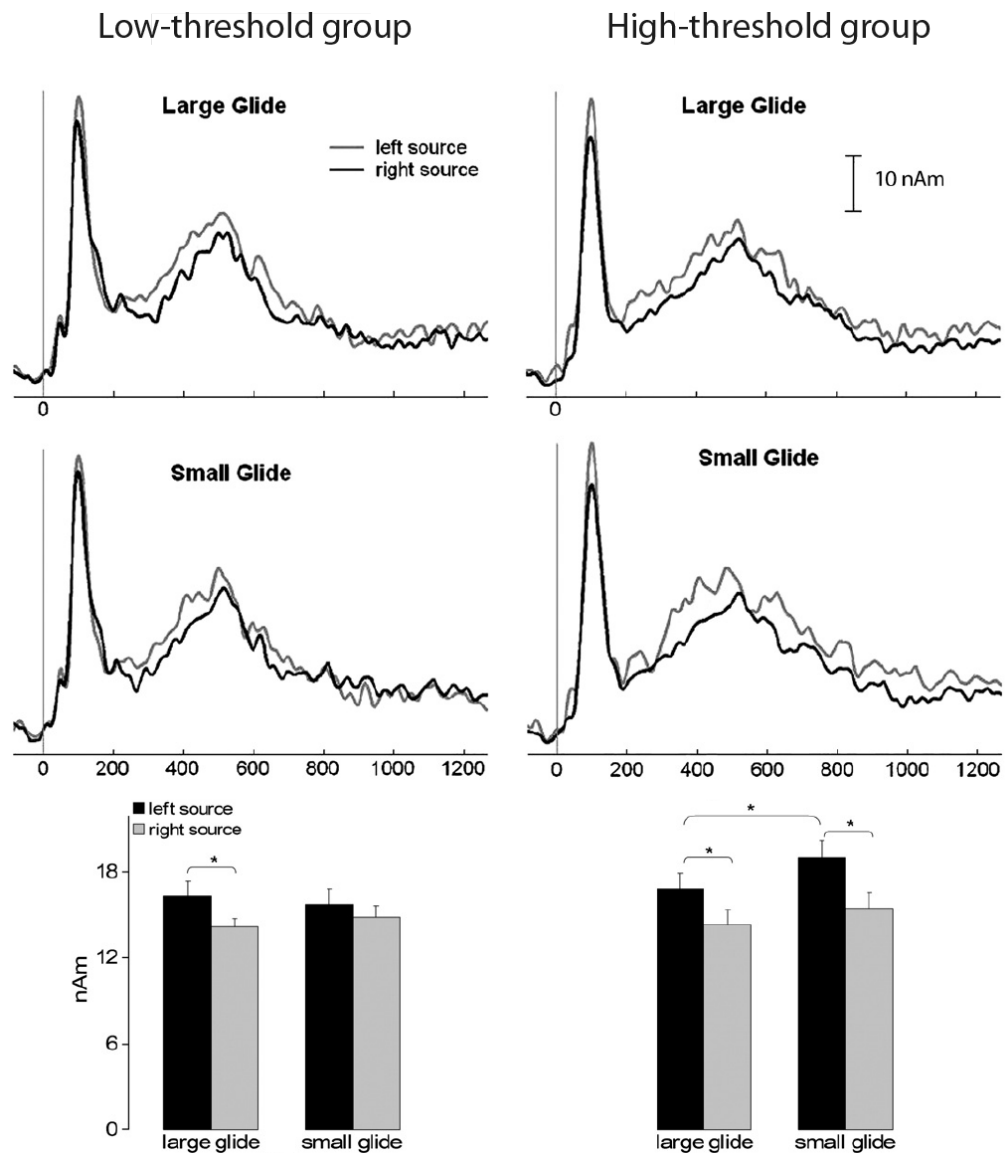 Low-threshold group
High-threshold group
Large Glide
left source
right source
Large Glide
10 nAm
0
0
Small Glide
Small Glide
0 200 400 600 800 1000 1200
0 200 400 600 800 1000 1200
left source
right source
*
*
*
*
18
12
6
0
nAm
large glide small glide
large glide small glide